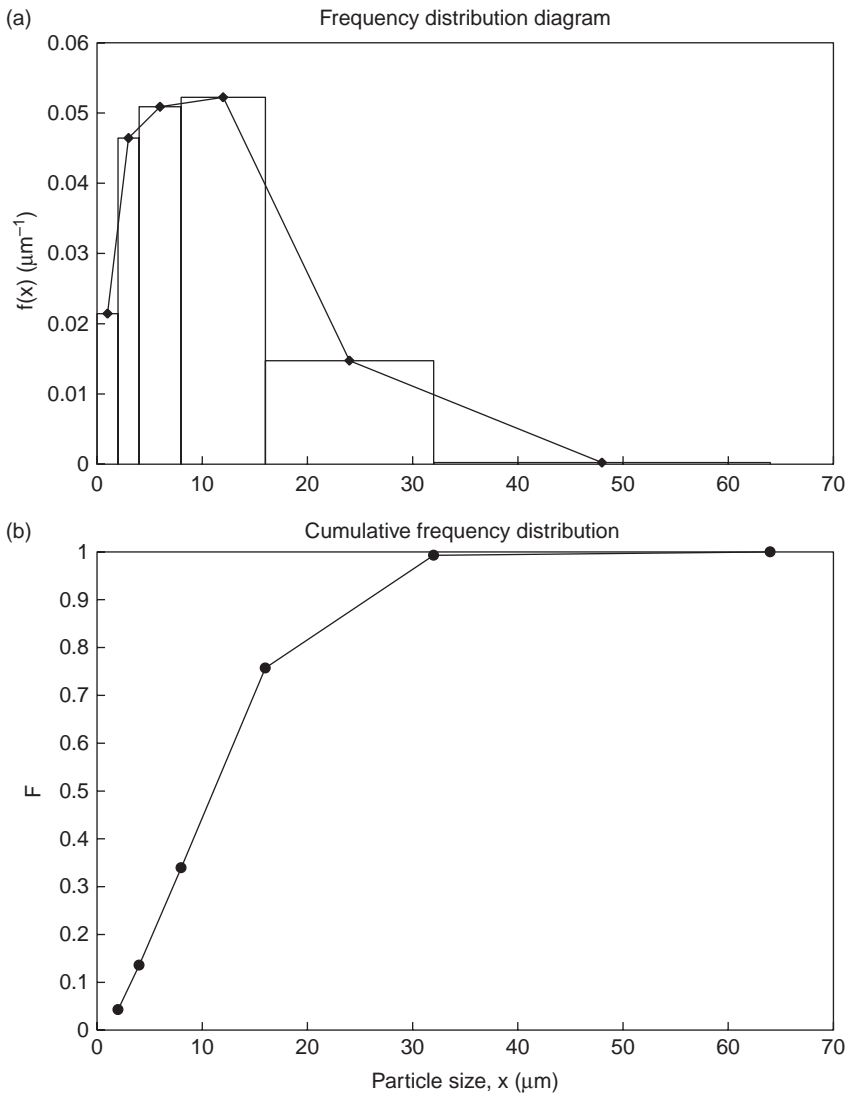 (a)
Frequency distribution diagram
0.06
0.05
0.04
0.03
0.02
0.01
0
f(x) (μm⁻¹)
0 10 20 30 40 50 60 70
(b)
Cumulative frequency distribution
1
0.9
0.8
0.7
0.6
0.5
0.4
0.3
0.2
0.1
0
F
0 10 20 30 40 50 60 70
Particle size, x (μm)